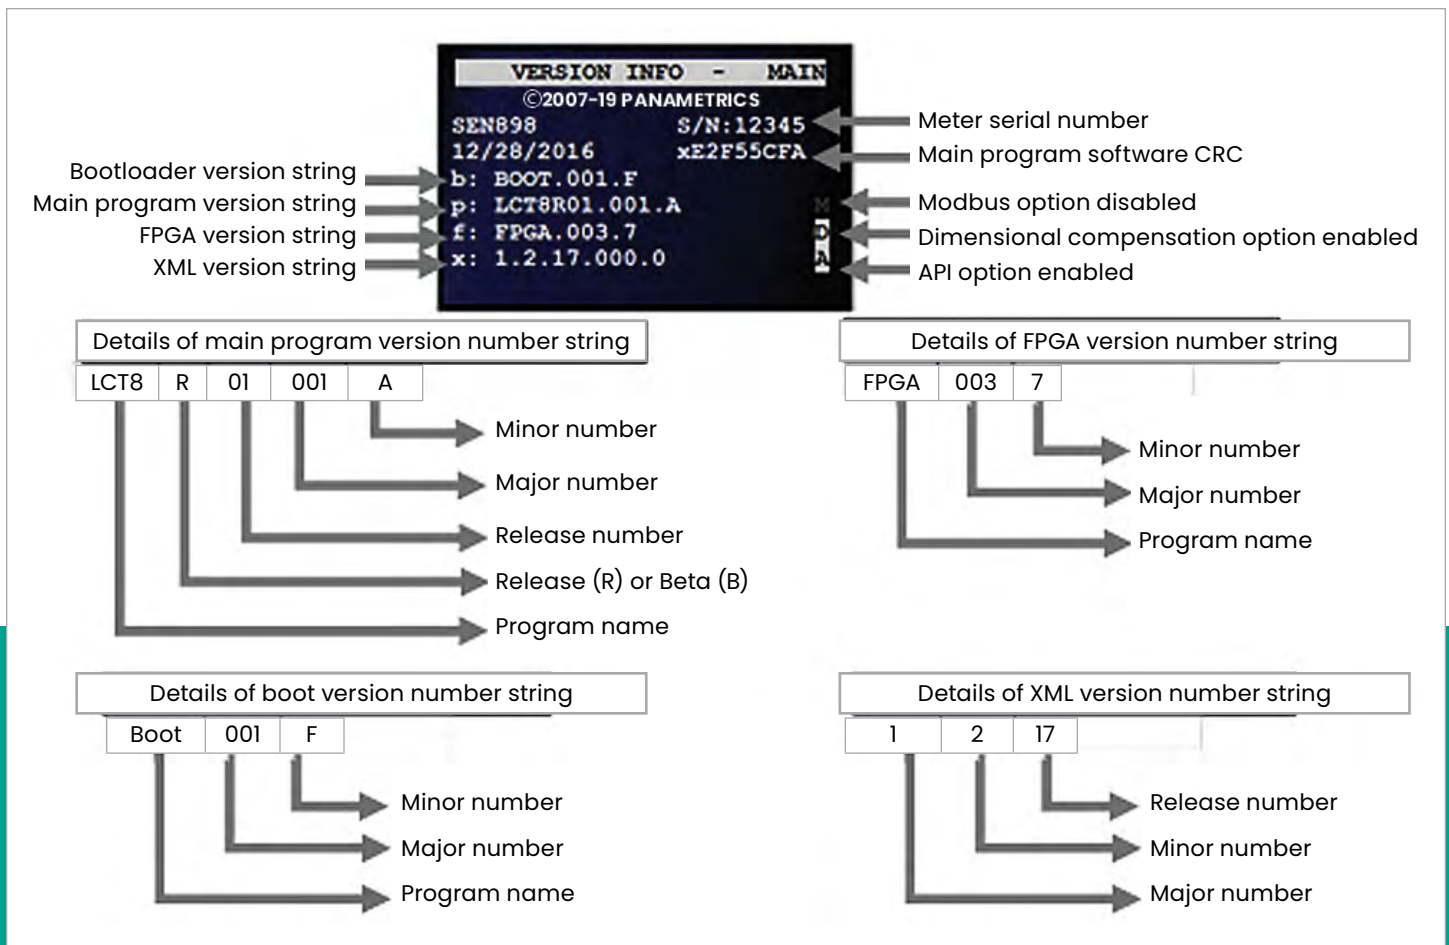 VERSION INFO - MAIN
©2007-19 PANAMETRICS
SEN898 S/N:12345
12/28/2016 xE2F55CFA
b: BOOT.001.F
p: LCT8R01.001.A M
f: FPGA.003.7 D
x: 1.2.17.000.0 A
Bootloader version string
Main program version string
FPGA version string
XML version string
Meter serial number
Main program software CRC
Modbus option disabled
Dimensional compensation option enabled
API option enabled
Details of main program version number string
LCT8 R 01 001 A
Minor number
Major number
Release number
Release (R) or Beta (B)
Program name
Details of FPGA version number string
FPGA 003 7
Minor number
Major number
Program name
Details of boot version number string
Boot 001 F
Minor number
Major number
Program name
Details of XML version number string
1 2 17
Release number
Minor number
Major number